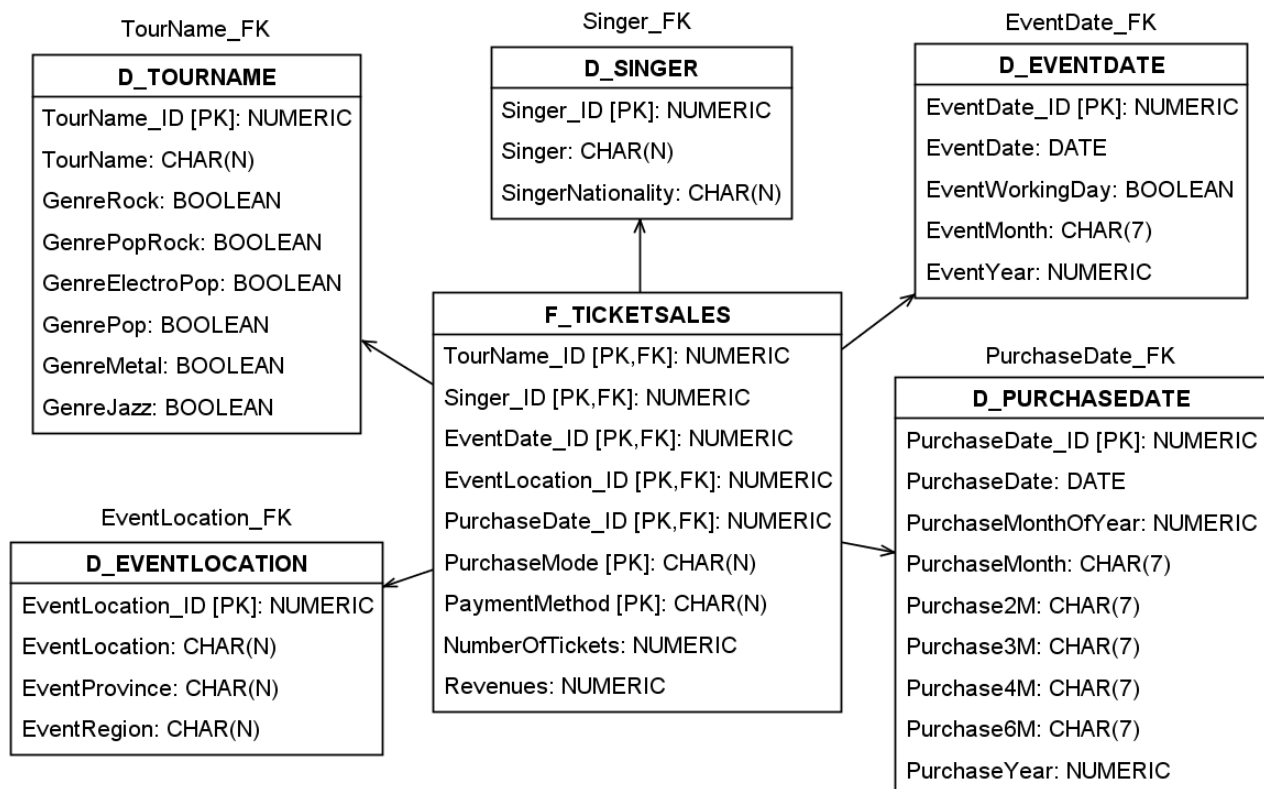 TourName_FK
D_TOURNAME
TourName_ID [PK]: NUMERIC
TourName: CHAR(N)
GenreRock: BOOLEAN
GenrePopRock: BOOLEAN
GenreElectroPop: BOOLEAN
GenrePop: BOOLEAN
GenreMetal: BOOLEAN
GenreJazz: BOOLEAN
Singer_FK
D_SINGER
Singer_ID [PK]: NUMERIC
Singer: CHAR(N)
SingerNationality: CHAR(N)
EventDate_FK
D_EVENTDATE
EventDate_ID [PK]: NUMERIC
EventDate: DATE
EventWorkingDay: BOOLEAN
EventMonth: CHAR(7)
EventYear: NUMERIC
F_TICKETSALES
TourName_ID [PK,FK]: NUMERIC
Singer_ID [PK,FK]: NUMERIC
EventDate_ID [PK,FK]: NUMERIC
EventLocation_ID [PK,FK]: NUMERIC
PurchaseDate_ID [PK,FK]: NUMERIC
PurchaseMode [PK]: CHAR(N)
PaymentMethod [PK]: CHAR(N)
NumberOfTickets: NUMERIC
Revenues: NUMERIC
PurchaseDate_FK
D_PURCHASEDATE
PurchaseDate_ID [PK]: NUMERIC
PurchaseDate: DATE
PurchaseMonthOfYear: NUMERIC
PurchaseMonth: CHAR(7)
Purchase2M: CHAR(7)
Purchase3M: CHAR(7)
Purchase4M: CHAR(7)
Purchase6M: CHAR(7)
PurchaseYear: NUMERIC
EventLocation_FK
D_EVENTLOCATION
EventLocation_ID [PK]: NUMERIC
EventLocation: CHAR(N)
EventProvince: CHAR(N)
EventRegion: CHAR(N)